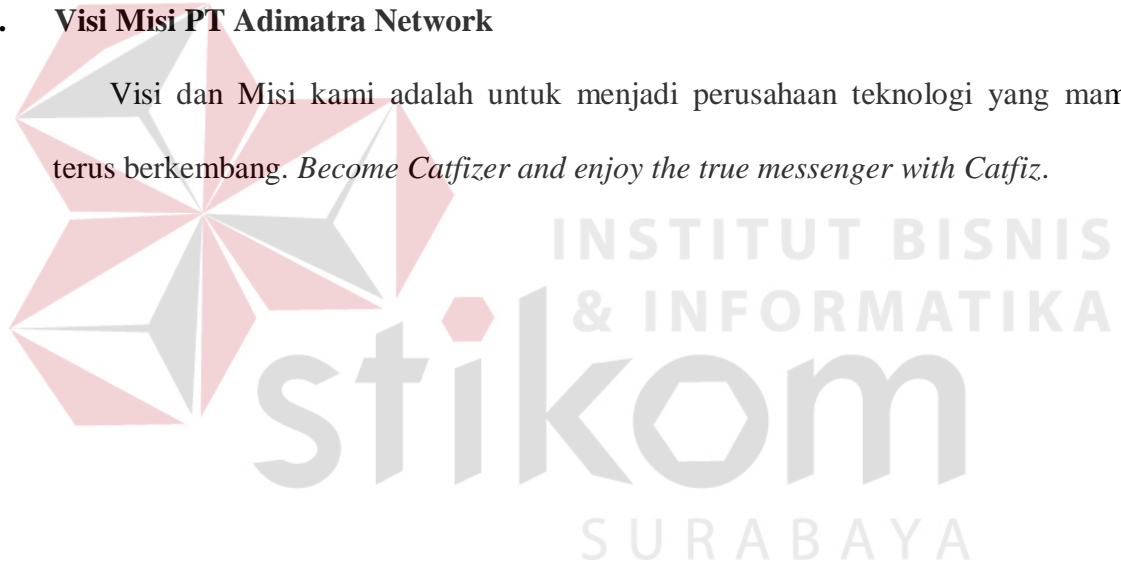 . Visi Misi PT Adimatra Network
Visi dan Misi kami adalah untuk menjadi perusahaan teknologi yang
terus berkembang. Become Catfizer and enjoy the true messenger with Catfiz.
INSTITUT BISNIS
& INFORMATIKA
stikom
SURABAYA